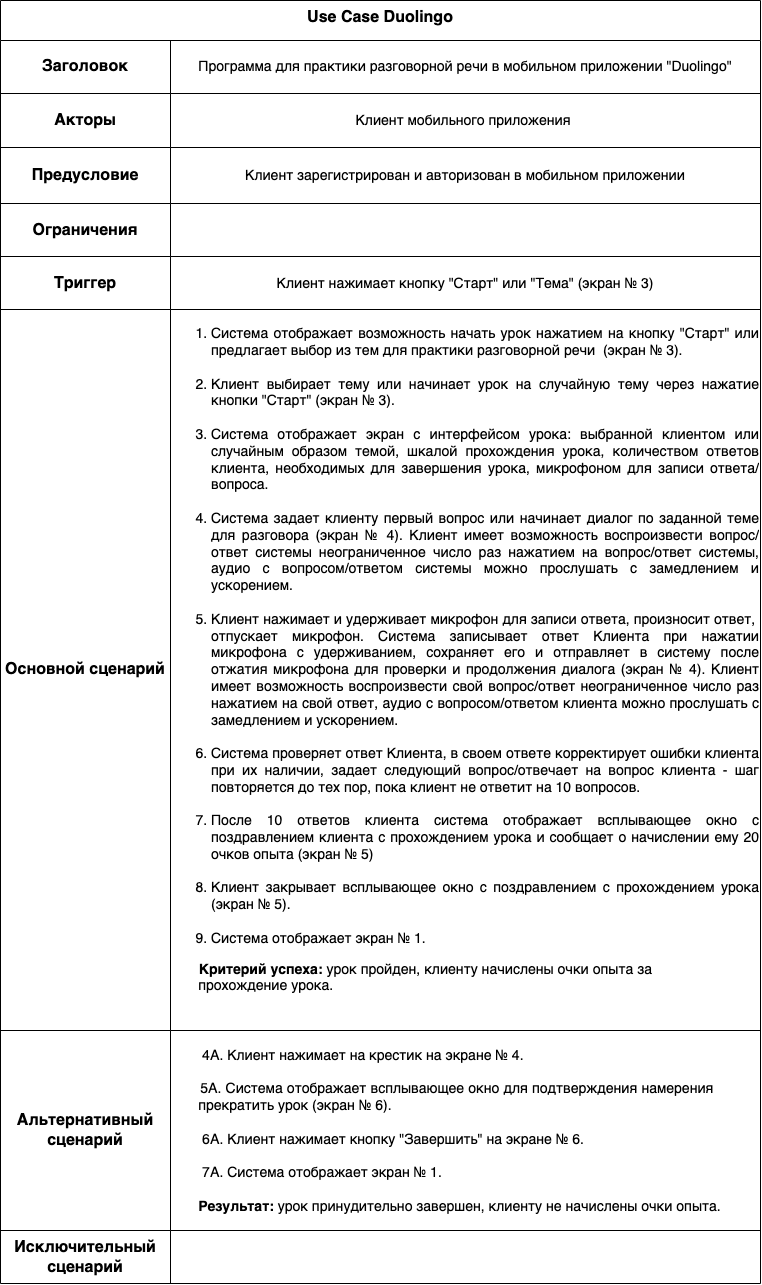 Use Case Duolingo
Заголовок
Программа для практики разговорной речи в мобильном приложении "Duolingo"
Акторы
Клиент мобильного приложения
Предусловие
Клиент зарегистрирован и авторизован в мобильном приложении
Ограничения
Триггер
Клиент нажимает кнопку "Старт" или "Тема" (экран № 3)
Основной сценарий
1. Система отображает возможность начать урок нажатием на кнопку "Старт" или
предлагает выбор из тем для практики разговорной речи (экран № 3).
2. Клиент выбирает тему или начинает урок на случайную тему через нажатие
кнопки "Старт" (экран № 3).
3. Система отображает экран с интерфейсом урока: выбранной клиентом или
случайным образом темой, шкалой прохождения урока, количеством ответов
клиента, необходимых для завершения урока, микрофоном для записи ответа/
вопроса.
4. Система задает клиенту первый вопрос или начинает диалог по заданной теме
для разговора (экран № 4). Клиент имеет возможность воспроизвести вопрос/
ответ системы неограниченное число раз нажатием на вопрос/ответ системы,
аудио с вопросом/ответом системы можно прослушать с замедлением и
ускорением.
5. Клиент нажимает и удерживает микрофон для записи ответа, произносит ответ,
отпускает микрофон. Система записывает ответ Клиента при нажатии
микрофона с удерживанием, сохраняет его и отправляет в систему после
отжатия микрофона для проверки и продолжения диалога (экран № 4). Клиент
имеет возможность воспроизвести свой вопрос/ответ неограниченное число раз
нажатием на свой ответ, аудио с вопросом/ответом клиента можно прослушать с
замедлением и ускорением.
6. Система проверяет ответ Клиента, в своем ответе корректирует ошибки клиента
при их наличии, задает следующий вопрос/отвечает на вопрос клиента - шаг
повторяется до тех пор, пока клиент не ответит на 10 вопросов.
7. После 10 ответов клиента система отображает всплывающее окно с
поздравлением клиента с прохождением урока и сообщает о начислении ему 20
очков опыта (экран № 5)
8. Клиент закрывает всплывающее окно с поздравлением с прохождением урока
(экран № 5).
9. Система отображает экран № 1.
Критерий успеха: урок пройден, клиенту начислены очки опыта за
прохождение урока.
Альтернативный
сценарий
4А. Клиент нажимает на крестик на экране № 4.
5А. Система отображает всплывающее окно для подтверждения намерения
прекратить урок (экран № 6).
6А. Клиент нажимает кнопку "Завершить" на экране № 6.
7А. Система отображает экран № 1.
Результат: урок принудительно завершен, клиенту не начислены очки опыта.
Исключительный
сценарий